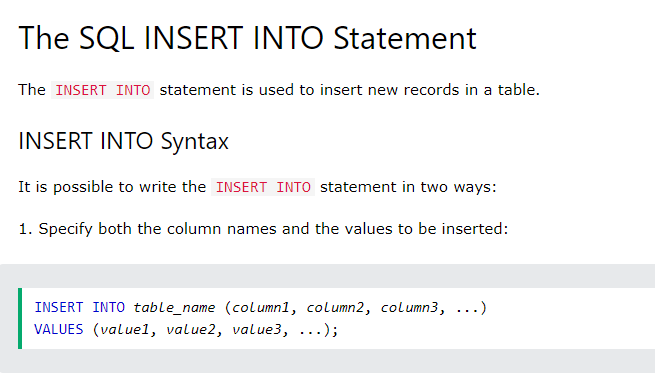 The SQL INSERT INTO Statement
The INSERT INTO statement is used to insert new records in a table.
INSERT INTO Syntax
It is possible to write the INSERT INTO statement in two ways:
1. Specify both the column names and the values to be inserted:
INSERT INTO table_name (column1, column2, column3, ...)
VALUES (value1, value2, value3, ...);